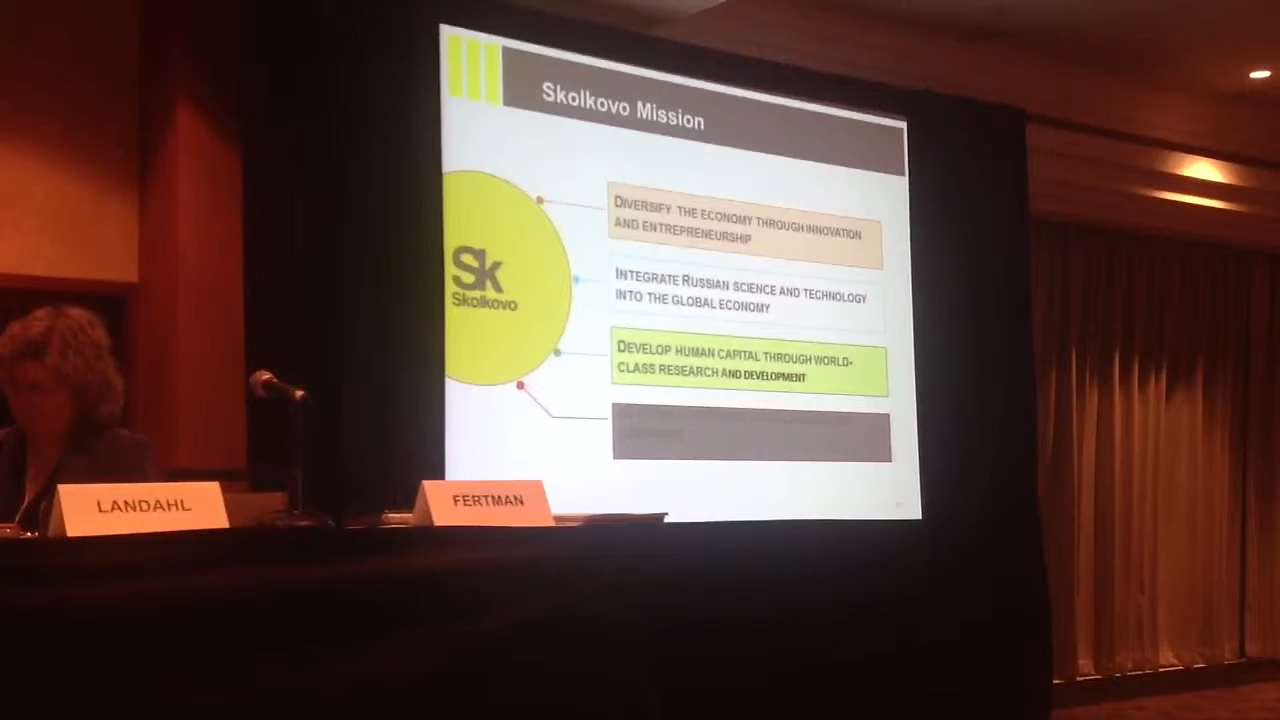 Skolkovo Mission
DIVERSIFY THE ECONOMY THROUGH INNOVATION
AND ENTREPRENEURSHIP
INTEGRATE RUSSIAN SCIENCE AND TECHNOLOGY
INTO THE GLOBAL ECONOMY
DEVELOP HUMAN CAPITAL THROUGH WORLD-
CLASS RESEARCH AND DEVELOPMENT
Sk
Skolkovo
LANDAHL
FERTMAN